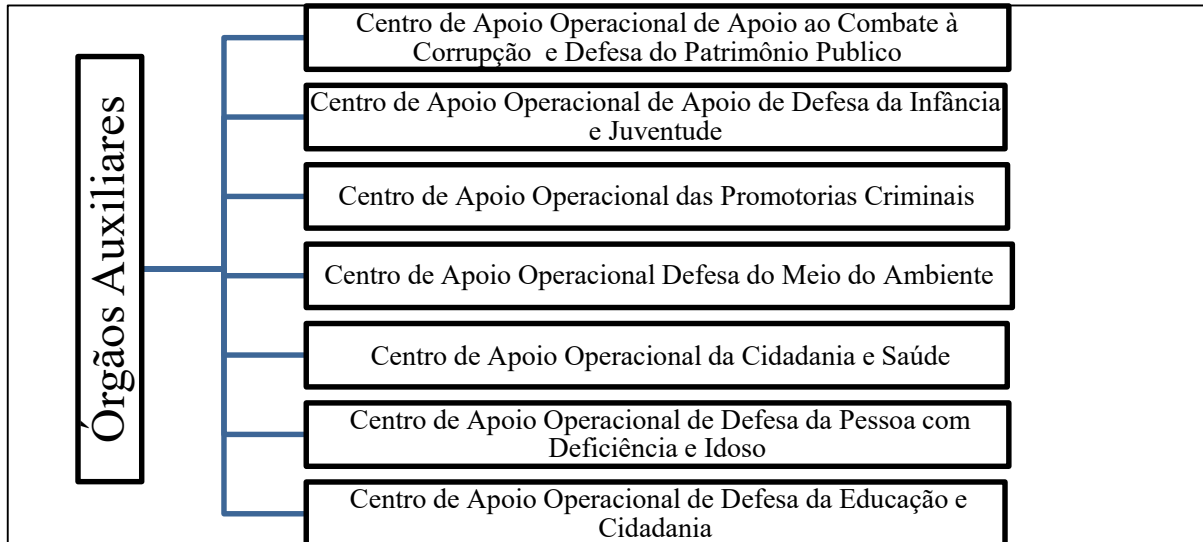 Órgãos Auxiliares
Centro de Apoio Operacional de Apoio ao Combate à
Corrupção e Defesa do Patrimônio Publico
Centro de Apoio Operacional de Apoio de Defesa da Infância
e Juventude
Centro de Apoio Operacional das Promotorias Criminais
Centro de Apoio Operacional Defesa do Meio do Ambiente
Centro de Apoio Operacional da Cidadania e Saúde
Centro de Apoio Operacional de Defesa da Pessoa com
Deficiência e Idoso
Centro de Apoio Operacional de Defesa da Educação e
Cidadania